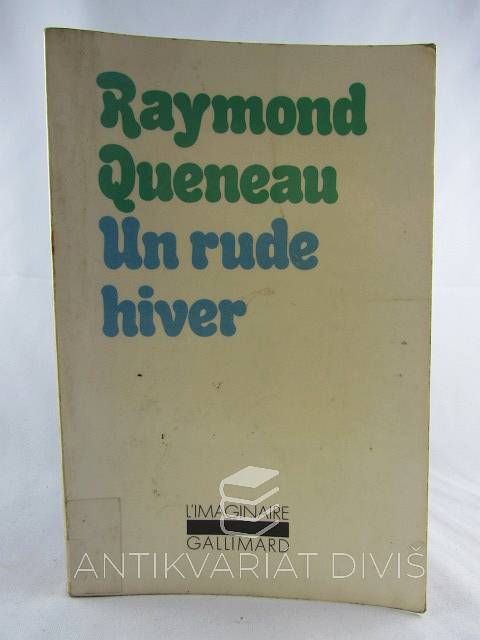 Raymond
Queneau
Un rude
hiver
L'IMAGINAIRE
GALLIMARD
ANTIKVARIAT DIVIŠ